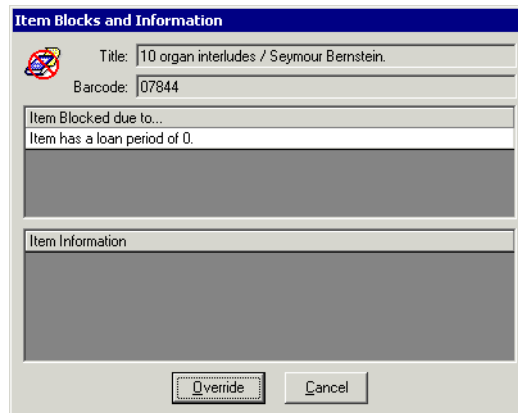 Item Blocks and Information
Title: 10 organ interludes / Seymour Bernstein.
Barcode: 07844
Item Blocked due to...
Item has a loan period of 0.
Item Information
Override Cancel